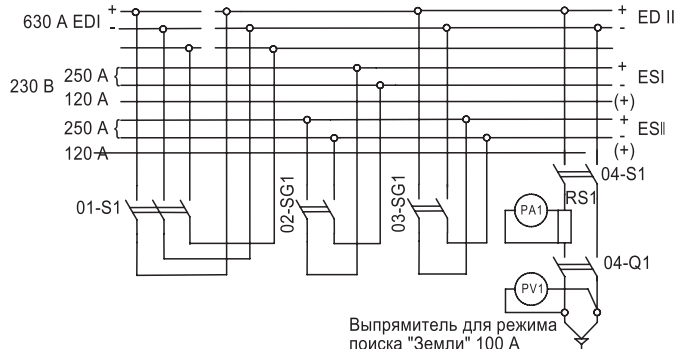 + + ED II
630 A EDI
- -
+
250 A ESI
-
230 В
120 A (+)
+
250 A ESII
-
120 A (+)
04-S1
01-S1 02-SG1 03-SG1 RS1
PA1
04-Q1
PV1
Выпрямитель для режима
поиска "Земли" 100 А